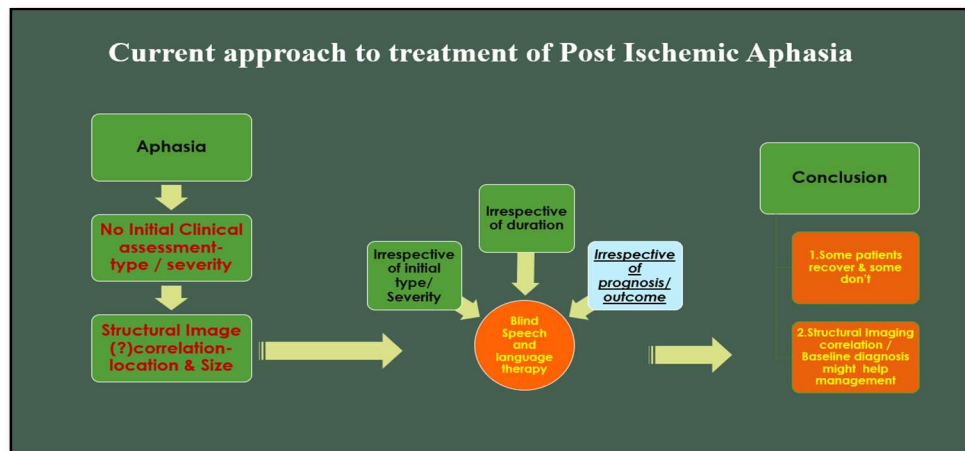 Current approach to treatment of Post Ischemic Aphasia
Aphasia
No Initial Clinical
assessment-
type / severity
Structural Image
(?)correlation-
location & Size
Irrespective
of initial
type/
Severity
Irrespective
of duration
Irrespective
of
prognosis/
outcome
Blind
Speech
and
language
therapy
Conclusion
1.Some patients
recover & some
don't
2.Structural Imaging
correlation /
Baseline diagnosis
might help
management